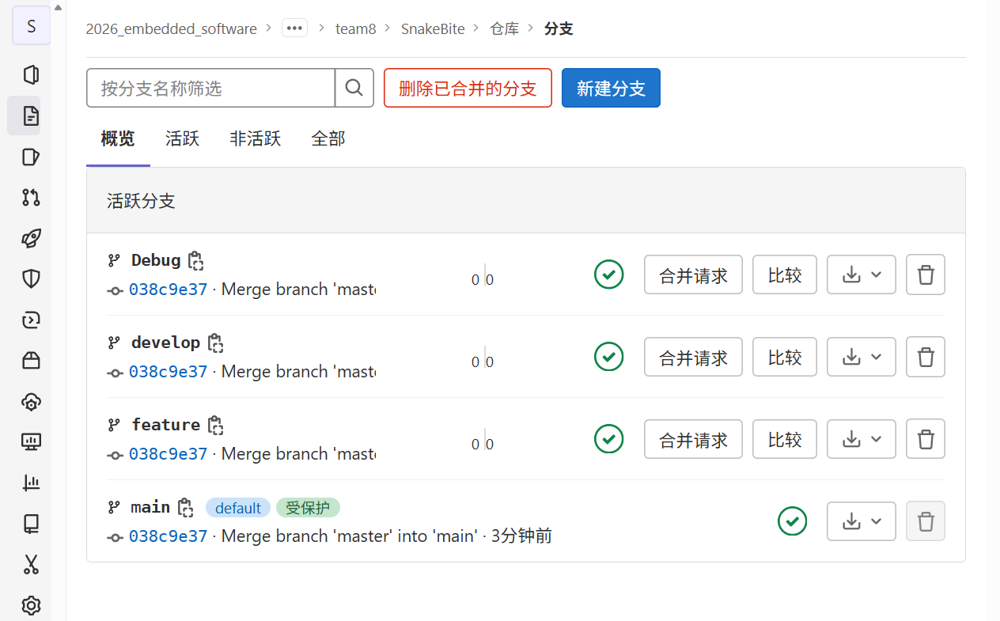 S
2026_embedded_software > ••• > team8 > SnakeBite > 仓库 > 分支
按分支名称筛选
删除已合并的分支
新建分支
概览 活跃 非活跃 全部
活跃分支
Debug
038c9e37 · Merge branch 'maste
0 0
合并请求 比较
develop
038c9e37 · Merge branch 'maste
0 0
合并请求 比较
feature
038c9e37 · Merge branch 'maste
0 0
合并请求 比较
main default 受保护
038c9e37 · Merge branch 'master' into 'main' · 3分钟前